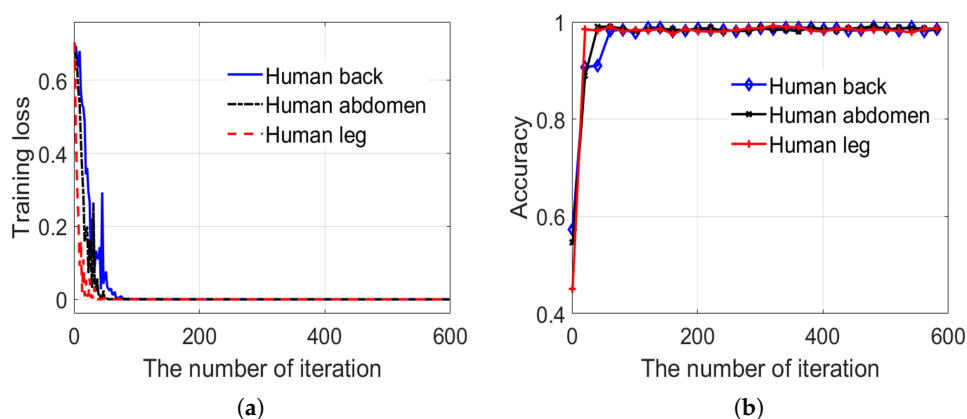 Training loss
0.6
0.4
0.2
0
Human back
Human abdomen
Human leg
0
200
400
600
The number of iteration
(a)
Accuracy
1
0.8
0.6
0.4
Human back
Human abdomen
Human leg
0
200
400
600
The number of iteration
(b)